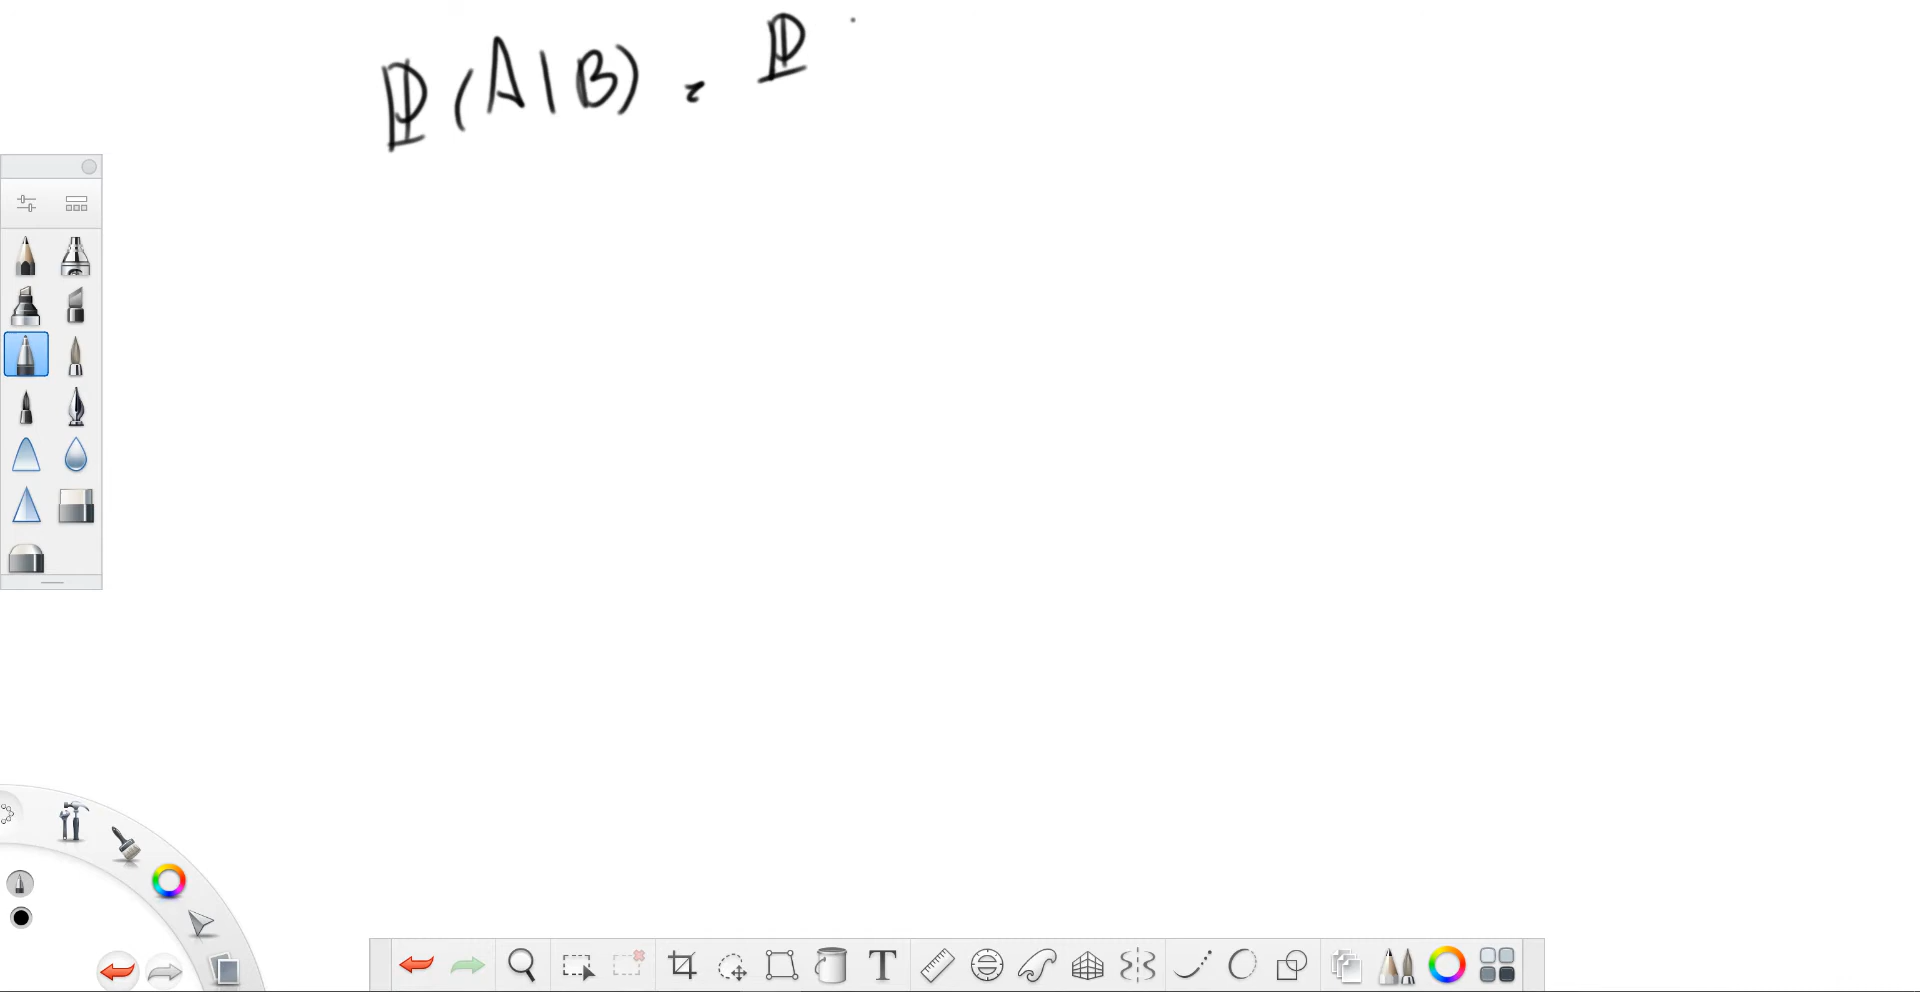 ℙ(A|B) = ℙ